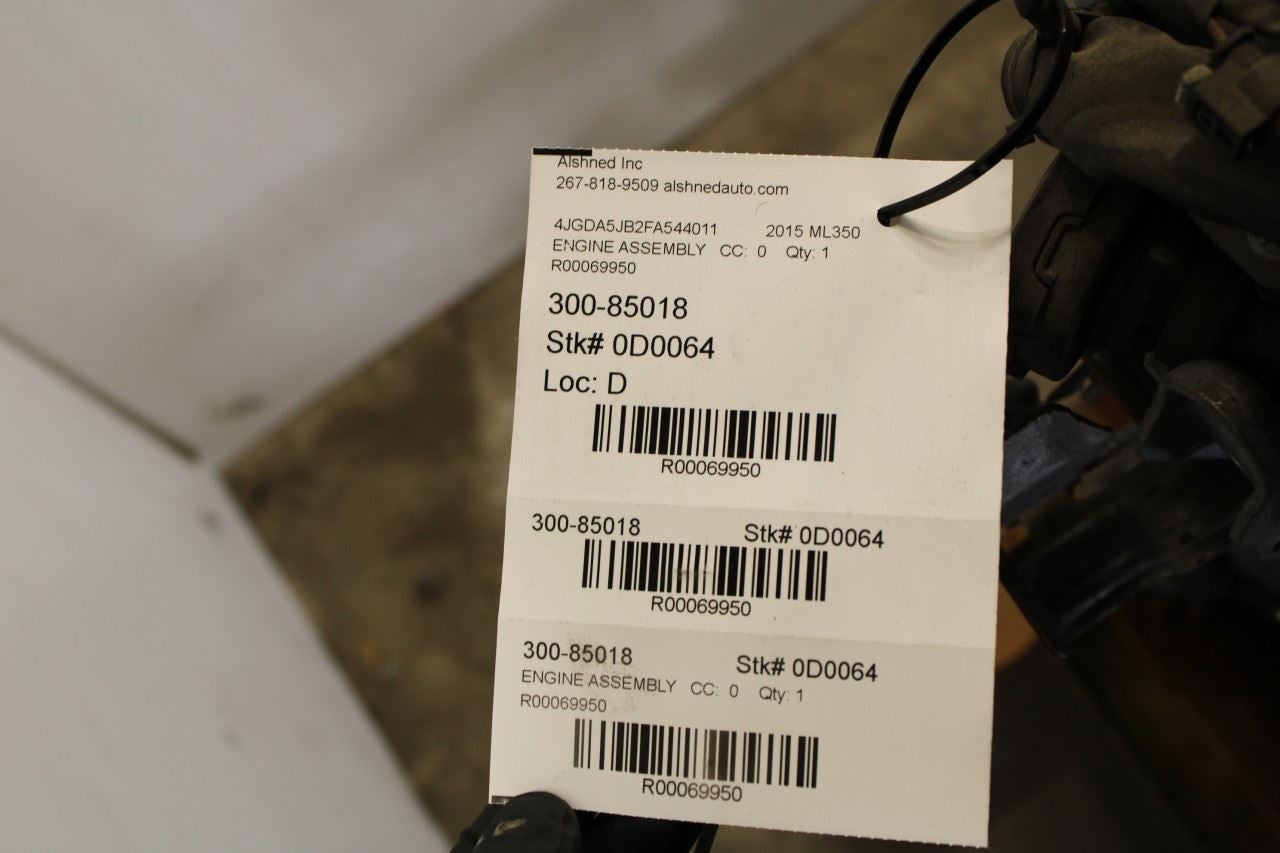 Alshned Inc
267-818-9509 alshnedauto.com
4JGDA5JB2FA544011 2015 ML350
ENGINE ASSEMBLY CC: 0 Qty: 1
R00069950
300-85018
Stk# 0D0064
Loc: D
R00069950
300-85018 Stk# 0D0064
R00069950
300-85018 Stk# 0D0064
ENGINE ASSEMBLY CC: 0 Qty: 1
R00069950
R00069950